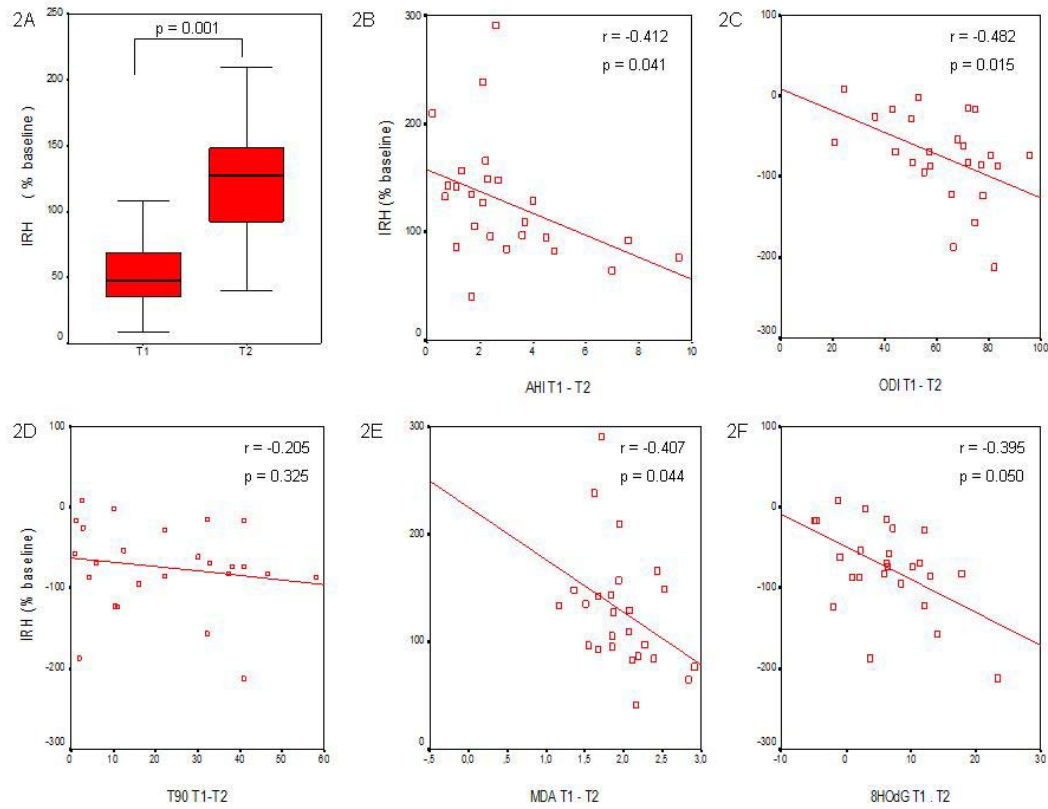 2A
p = 0.001
IRH ( % baseline )
250
200
150
100
50
0
T1
T2
2B
r = -0.412
p = 0.041
IRH (% baseline)
300
200
100
0
0
2
4
6
8
10
AHI T1 - T2
2C
r = -0.482
p = 0.015
100
0
-100
-200
-300
0
20
40
60
80
100
ODI T1 - T2
2D
r = -0.205
p = 0.325
IRH ( % baseline)
100
0
-100
-200
-300
0
10
20
30
40
50
60
T90 T1-T2
2E
r = -0.407
p = 0.044
300
200
100
0
-.5
0.0
.5
1.0
1.5
2.0
2.5
3.0
MDA T1 - T2
2F
r = -0.395
p = 0.050
100
0
-100
-200
-300
-10
0
10
20
30
8HOdG T1 . T2